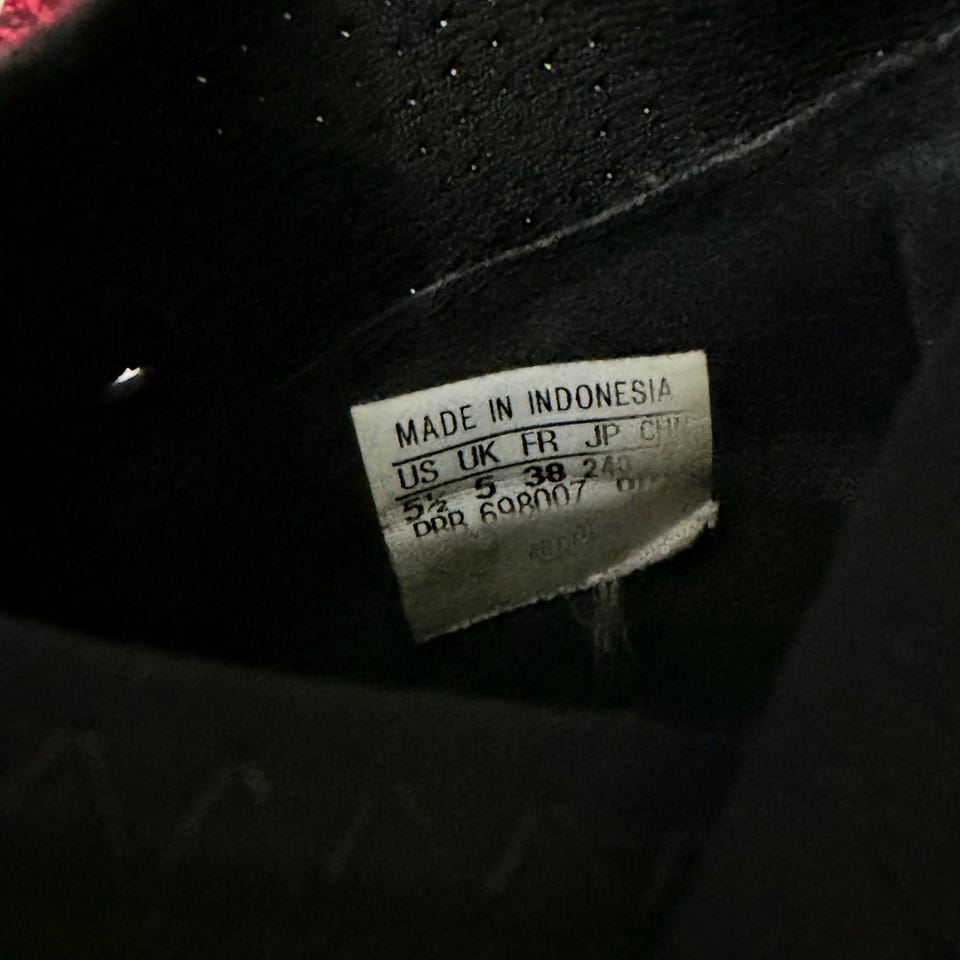 MADE IN INDONESIA
US UK FR JP
5½ 5 38 240
698007